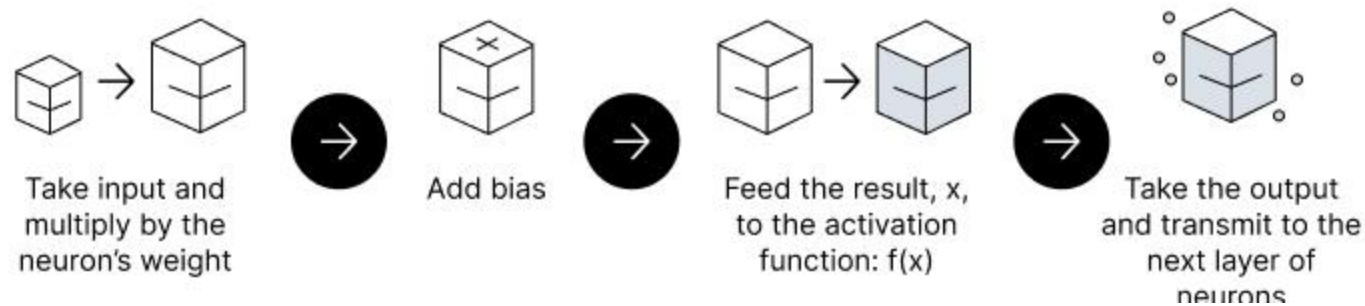 Take input and
multiply by the
neuron's weight
Add bias
Feed the result, x,
to the activation
function: f(x)
Take the output
and transmit to the
next layer of
neurons